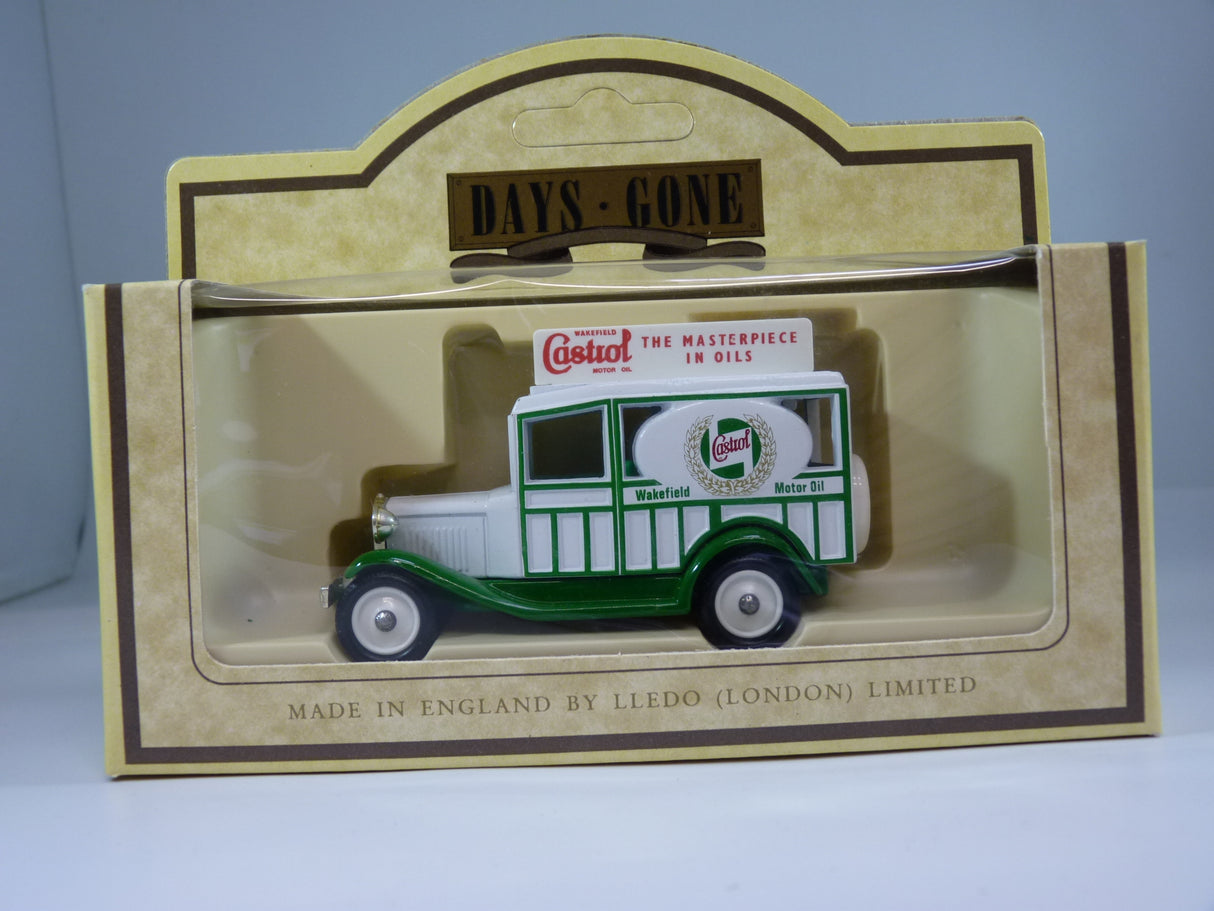 DAYS · GONE
WAKEFIELD
Castrol
MOTOR OIL
THE MASTERPIECE
IN OILS
Castrol
Wakefield Motor Oil
MADE IN ENGLAND BY LLEDO (LONDON) LIMITED